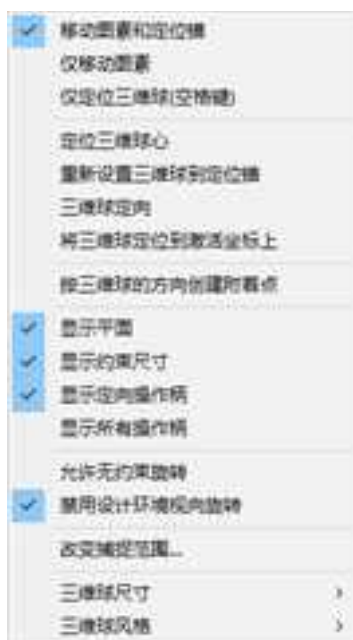 移动图素和定位锚
仅移动图素
仅定位三维球(空格键)
定位三维球心
重新设置三维球到定位锚
三维球定向
将三维球定位到激活坐标上
按三维球的方向创建附着点
显示平面
显示约束尺寸
显示定向操作柄
显示所有操作柄
允许无约束旋转
禁用设计环境视向旋转
改变捕捉范围...
三维球尺寸
三维球风格